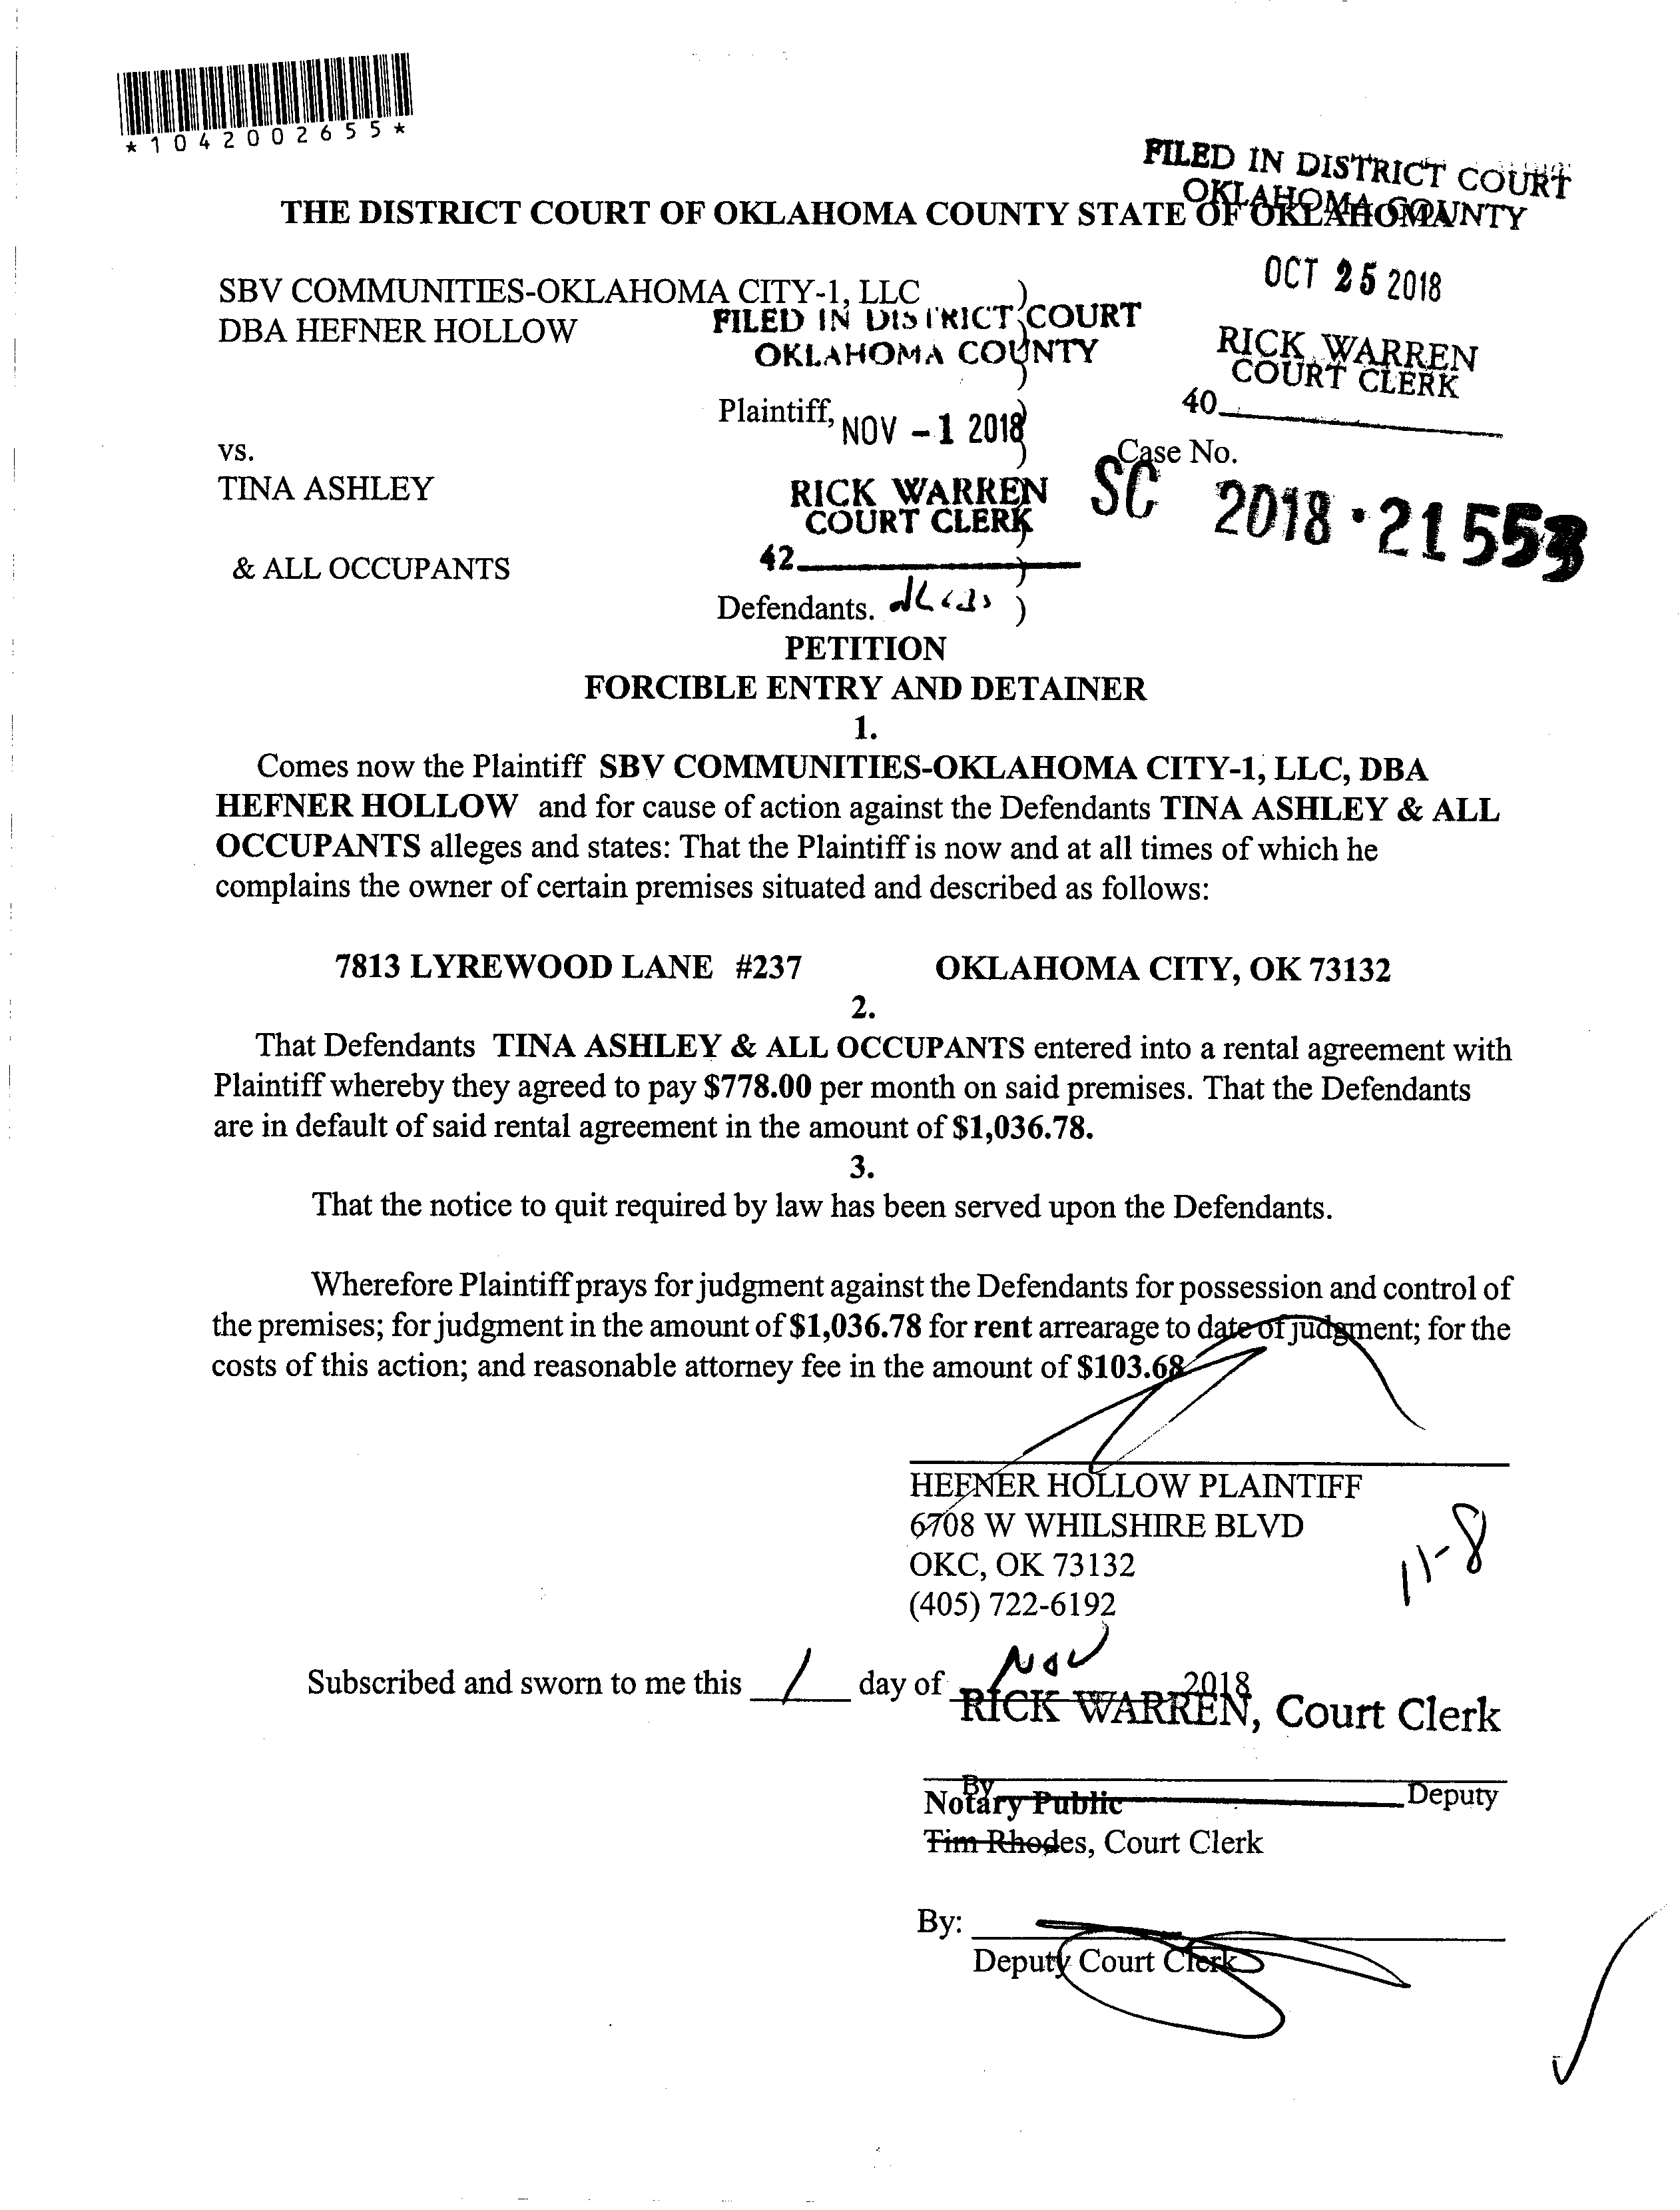 *1042002655*
FILED IN DISTRICT COURT
OKLAHOMA COUNTY
THE DISTRICT COURT OF OKLAHOMA COUNTY STATE OF OKLAHOMA
OCT 25 2018
SBV COMMUNITIES-OKLAHOMA CITY-1, LLC )
DBA HEFNER HOLLOW
FILED IN DISTRICT COURT
OKLAHOMA COUNTY
)
RICK WARREN
COURT CLERK
40
Plaintiff, )
NOV -1 2018
vs. )
Case No.
TINA ASHLEY
RICK WARREN
COURT CLERK
SC 2018-2155
42
& ALL OCCUPANTS )
Defendants. )
PETITION
FORCIBLE ENTRY AND DETAINER
1.
Comes now the Plaintiff SBV COMMUNITIES-OKLAHOMA CITY-1, LLC, DBA
HEFNER HOLLOW and for cause of action against the Defendants TINA ASHLEY & ALL
OCCUPANTS alleges and states: That the Plaintiff is now and at all times of which he
complains the owner of certain premises situated and described as follows:
7813 LYREWOOD LANE #237 OKLAHOMA CITY, OK 73132
2.
That Defendants TINA ASHLEY & ALL OCCUPANTS entered into a rental agreement with
Plaintiff whereby they agreed to pay $778.00 per month on said premises. That the Defendants
are in default of said rental agreement in the amount of $1,036.78.
3.
That the notice to quit required by law has been served upon the Defendants.
Wherefore Plaintiff prays for judgment against the Defendants for possession and control of
the premises; for judgment in the amount of $1,036.78 for rent arrearage to date of judgment; for the
costs of this action; and reasonable attorney fee in the amount of $103.68
HEFNER HOLLOW PLAINTIFF
6708 W WHILSHIRE BLVD
OKC, OK 73132
(405) 722-6192
11-8
Subscribed and sworn to me this 1 day of Nov 2018
RICK WARREN, Court Clerk
By Deputy
Notary Public
Tim Rhodes, Court Clerk
By:
Deputy Court Clerk